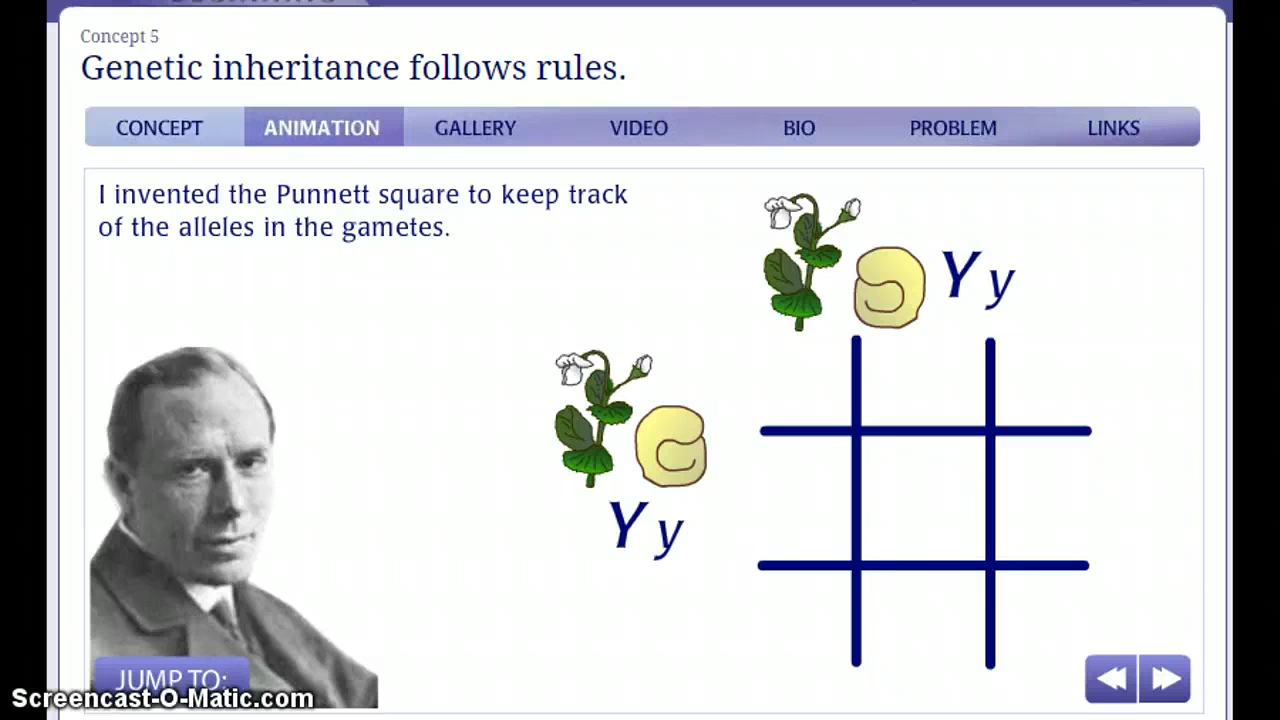 Concept 5
Genetic inheritance follows rules.
CONCEPT ANIMATION GALLERY VIDEO BIO PROBLEM LINKS
I invented the Punnett square to keep track
of the alleles in the gametes.
Y y
Y y
JUMP TO:
Screencast-O-Matic.com